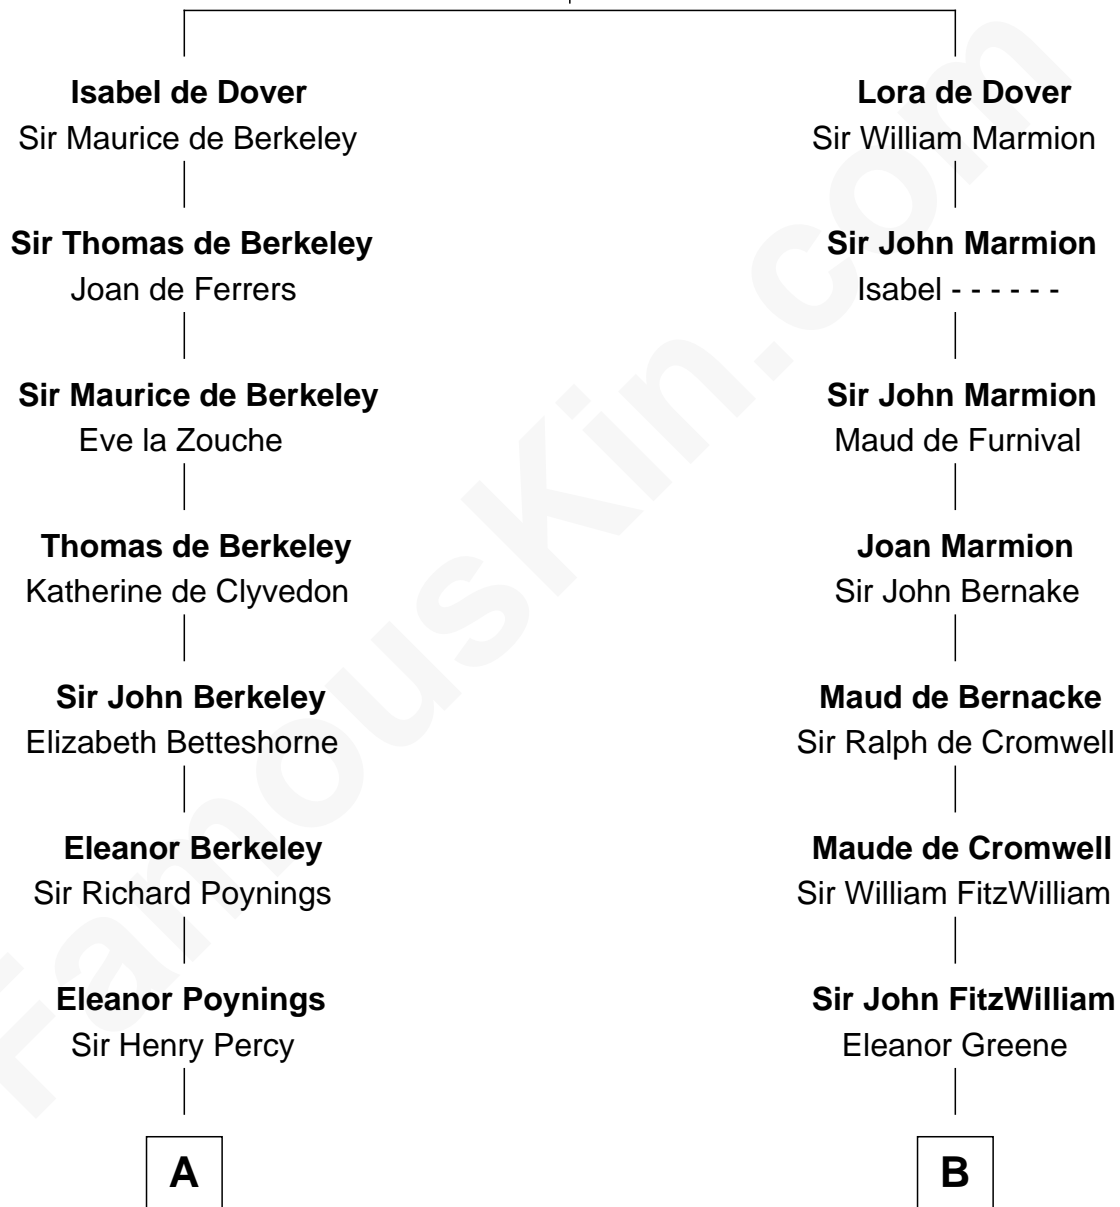 Isabel de Dover
Sir Maurice de Berkeley
Sir Thomas de Berkeley
Joan de Ferrers
Sir Maurice de Berkeley
Eve la Zouche
Thomas de Berkeley
Katherine de Clyvedon
Sir John Berkeley
Elizabeth Betteshorne
Eleanor Berkeley
Sir Richard Poynings
Eleanor Poynings
Sir Henry Percy
A
Lora de Dover
Sir William Marmion
Sir John Marmion
Isabel - - - - - -
Sir John Marmion
Maud de Furnival
Joan Marmion
Sir John Bernake
Maud de Bernacke
Sir Ralph de Cromwell
Maude de Cromwell
Sir William FitzWilliam
Sir John FitzWilliam
Eleanor Greene
B
FamousKin.com